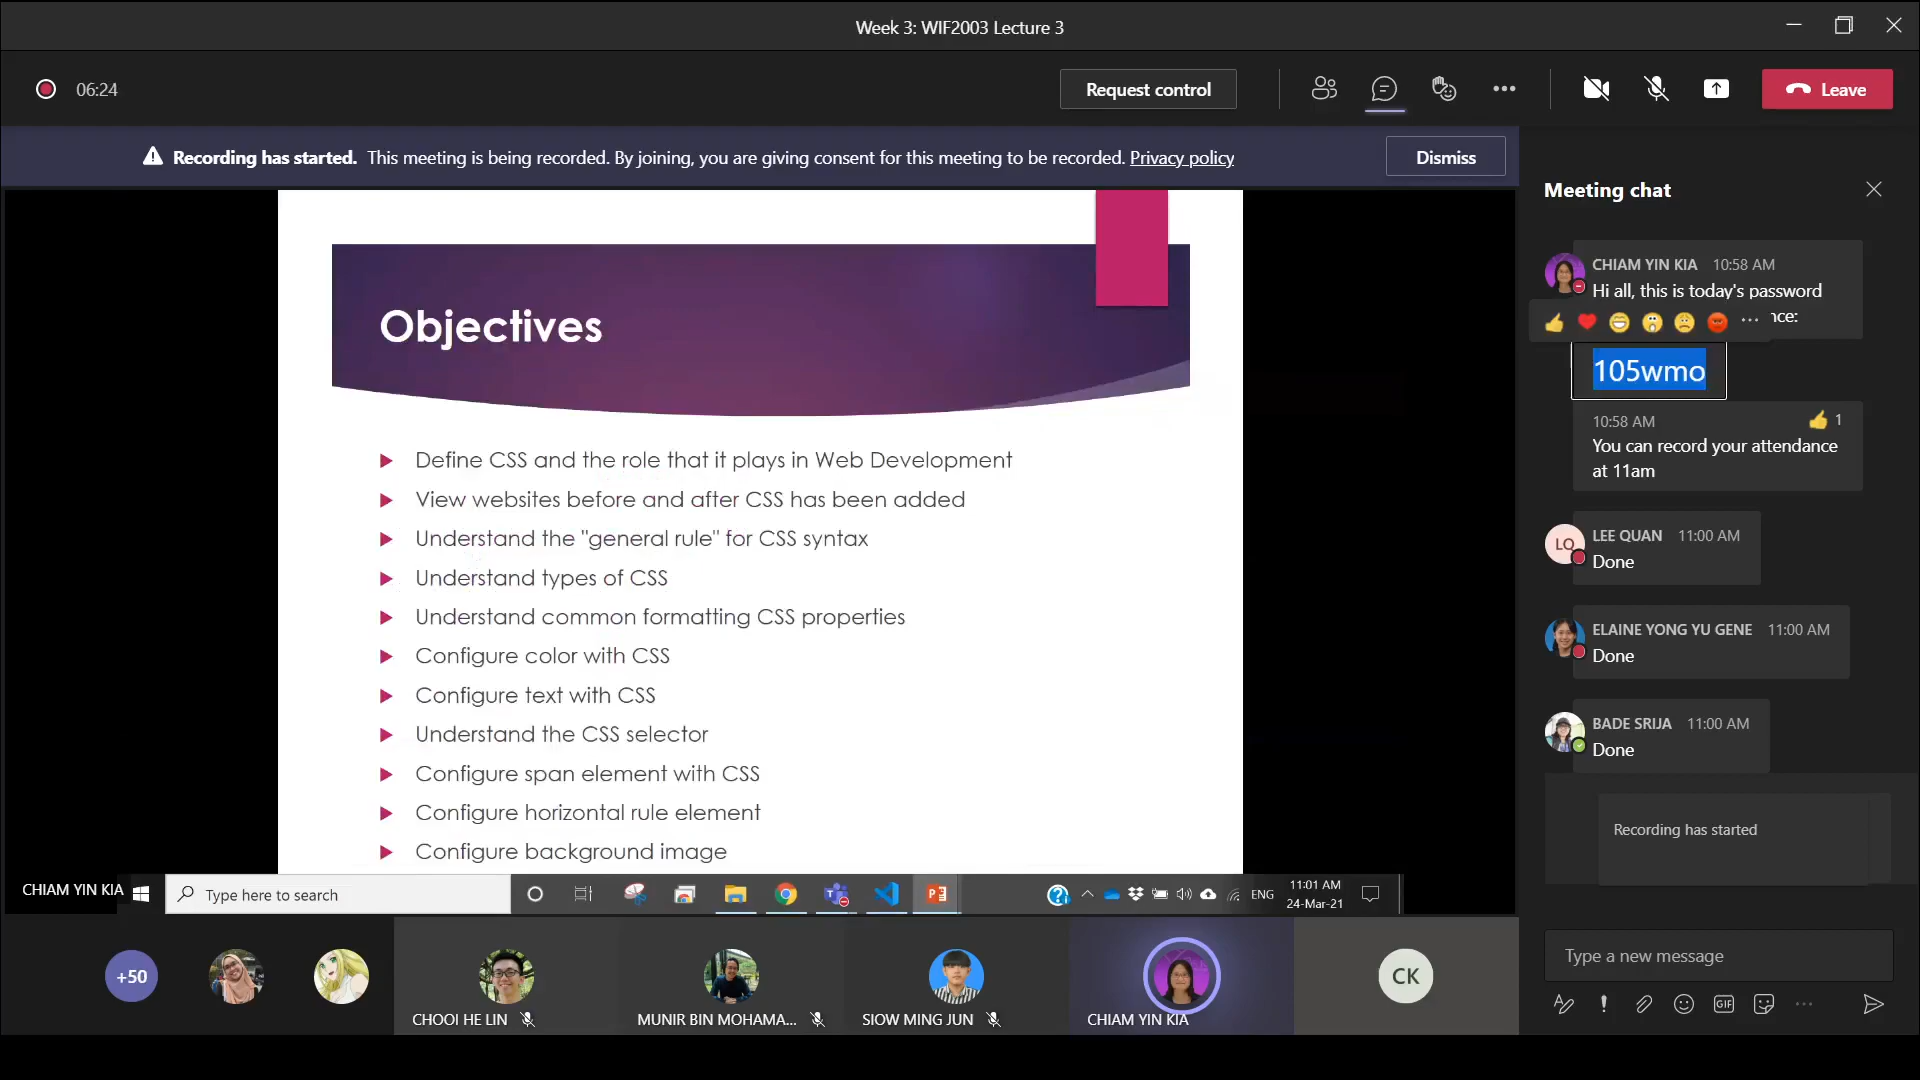 Week 3: WIF2003 Lecture 3
06:24
Request control
Leave
Recording has started. This meeting is being recorded. By joining, you are giving consent for this meeting to be recorded. Privacy policy
Dismiss
Objectives
Define CSS and the role that it plays in Web Development
View websites before and after CSS has been added
Understand the "general rule" for CSS syntax
Understand types of CSS
Understand common formatting CSS properties
Configure color with CSS
Configure text with CSS
Understand the CSS selector
Configure span element with CSS
Configure horizontal rule element
Configure background image
CHIAM YIN KIA
Type here to search
ENG
11:01 AM
24-Mar-21
+50
CHOOI HE LIN
MUNIR BIN MOHAMA...
SIOW MING JUN
CHIAM YIN KIA
CK
Meeting chat
CHIAM YIN KIA 10:58 AM
Hi all, this is today's password
nce:
105wmo
10:58 AM
1
You can record your attendance
at 11am
LQ
LEE QUAN 11:00 AM
Done
ELAINE YONG YU GENE 11:00 AM
Done
BADE SRIJA 11:00 AM
Done
Recording has started
Type a new message
GIF